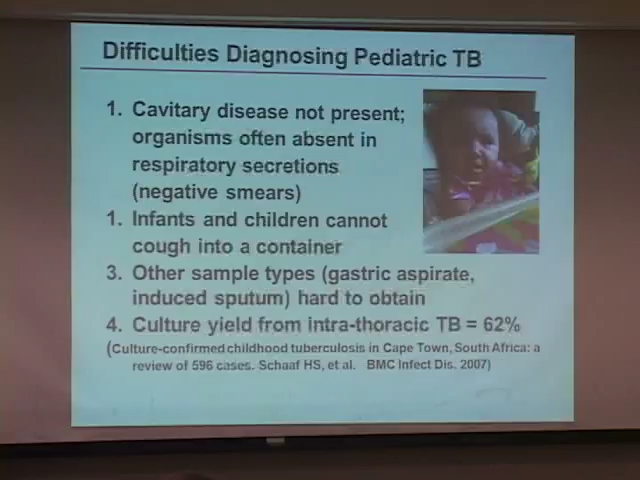 Difficulties Diagnosing Pediatric TB
1. Cavitary disease not present;
organisms often absent in
respiratory secretions
(negative smears)
1. Infants and children cannot
cough into a container
3. Other sample types (gastric aspirate,
induced sputum) hard to obtain
4. Culture yield from intra-thoracic TB = 62%
(Culture-confirmed childhood tuberculosis in Cape Town, South Africa: a
review of 596 cases. Schaaf HS, et al. BMC Infect Dis. 2007)